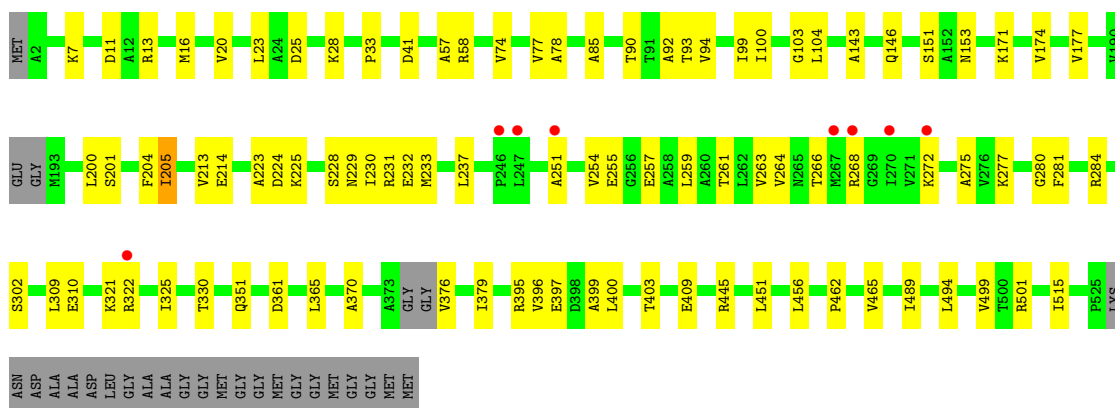 MET A2 K7 D11 A12 R13 M16 V20 L23 A24 D25 K28 P33 D41 A57 R58 V74 V77 A78 A85 T90 T91 A92 T93 V94 I99 I100 G103 L104 A143 Q146 S151 A152 N153 K171 V174 V177
GLU GLY M193 L200 S201 F204 I205 V213 E214 A223 D224 K225 S228 N229 I230 R231 E232 M233 L237 P246 L247 A251 V254 E255 G256 E257 A258 L259 A260 T261 L262 V263 V264 N265 T266 M267 R268 G269 I270 V271 K272 A275 V276 K277 G280 F281 R284
S302 L309 E310 K321 R322 I325 T330 Q351 D361 L365 A370 A373 GLY GLY V376 I379 R395 V396 E397 D398 A399 L400 T403 E409 R445 L451 L456 P462 V465 I489 L494 V499 T500 R501 I515 P525 LYS
ASN ASP ALA ALA ASP LEU GLY ALA ALA GLY GLY MET GLY GLY MET GLY GLY MET GLY GLY MET MET